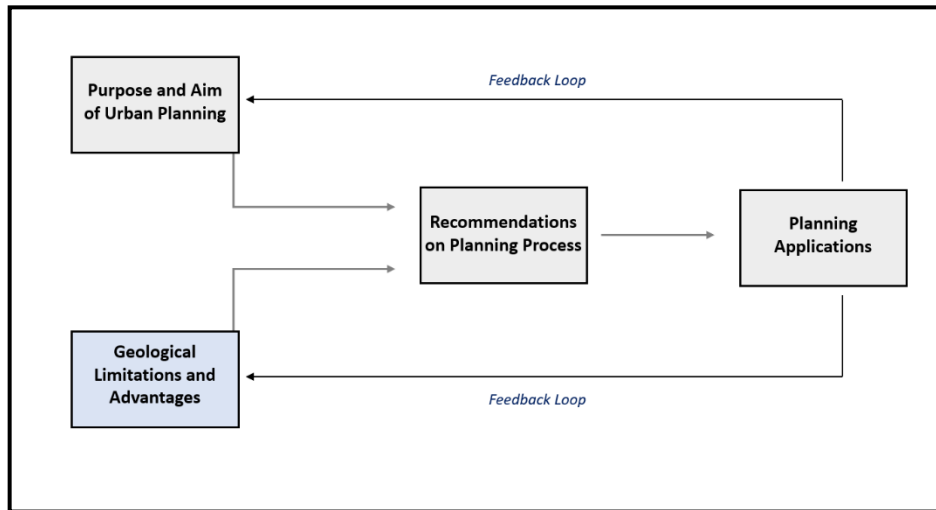 Feedback Loop
Purpose and Aim
of Urban Planning
Recommendations
on Planning Process
Planning
Applications
Geological
Limitations and
Advantages
Feedback Loop